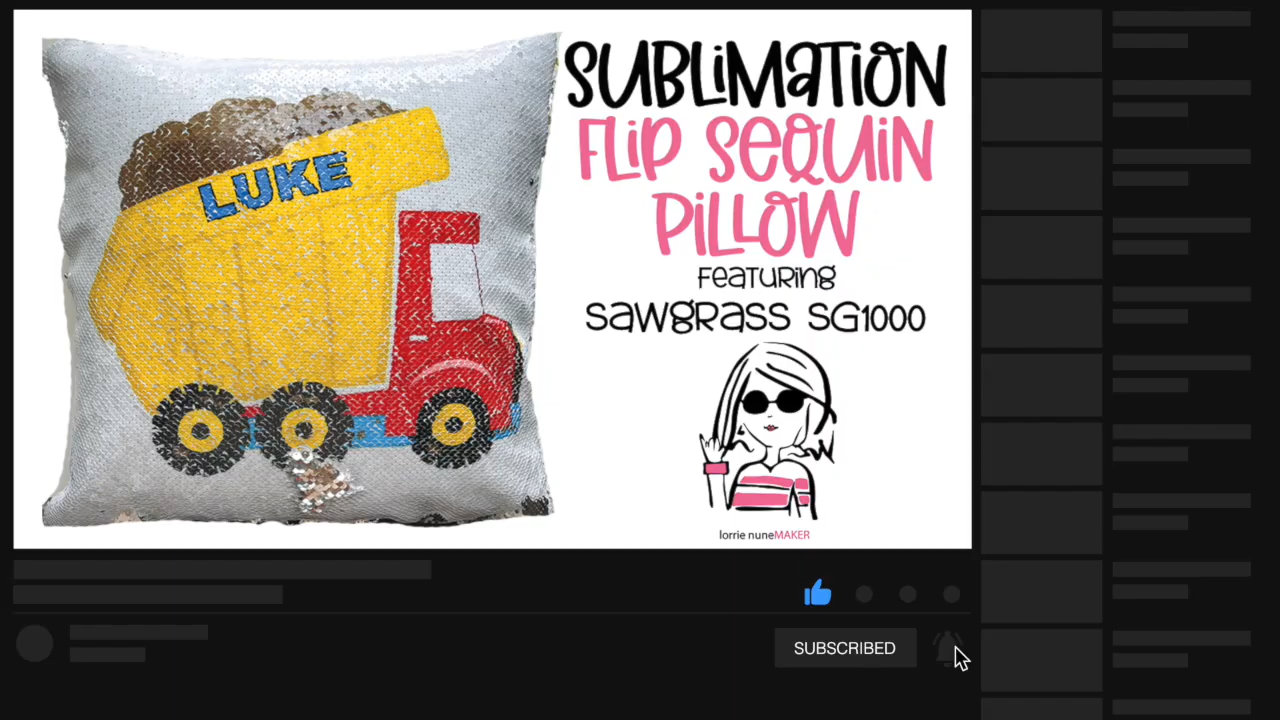 LUKE
SUBLiMaTiON
FLiP SeQUiN
PiLLOW
FeaTURing
SawgRass SG1000
lorrie nuneMAKER
SUBSCRIBED